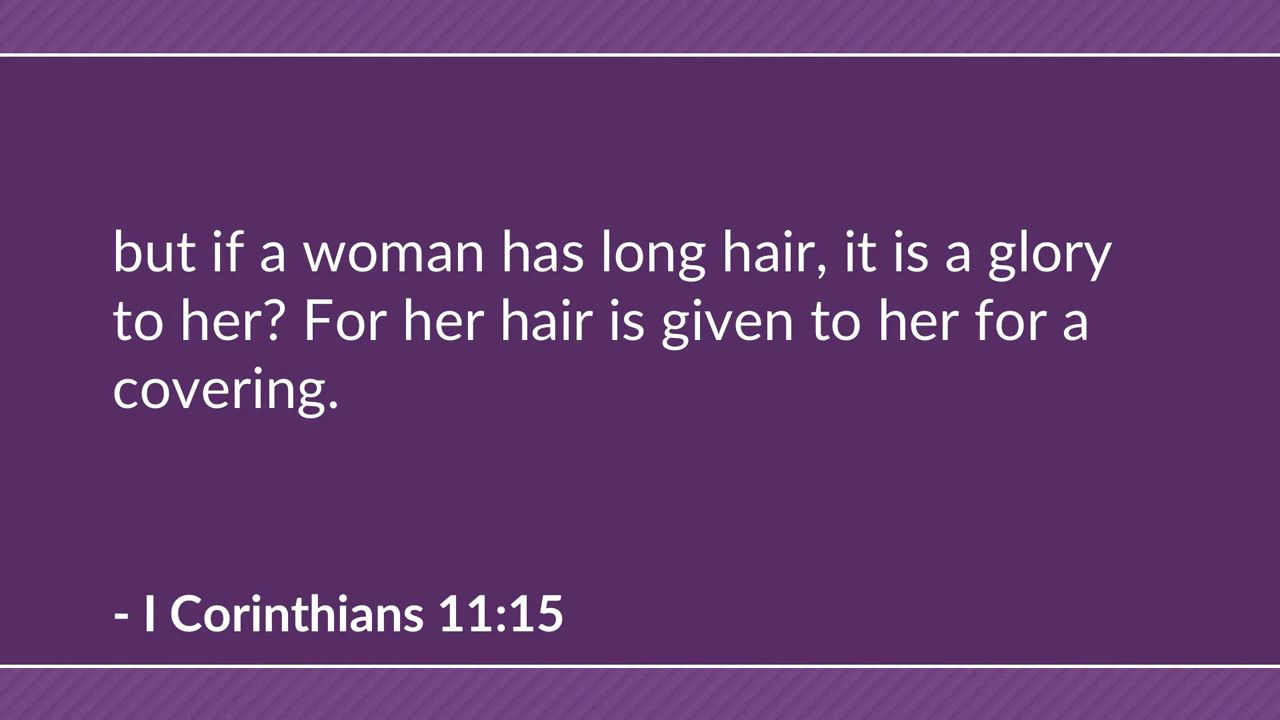 but if a woman has long hair, it is a glory
to her? For her hair is given to her for a
covering.
- I Corinthians 11:15